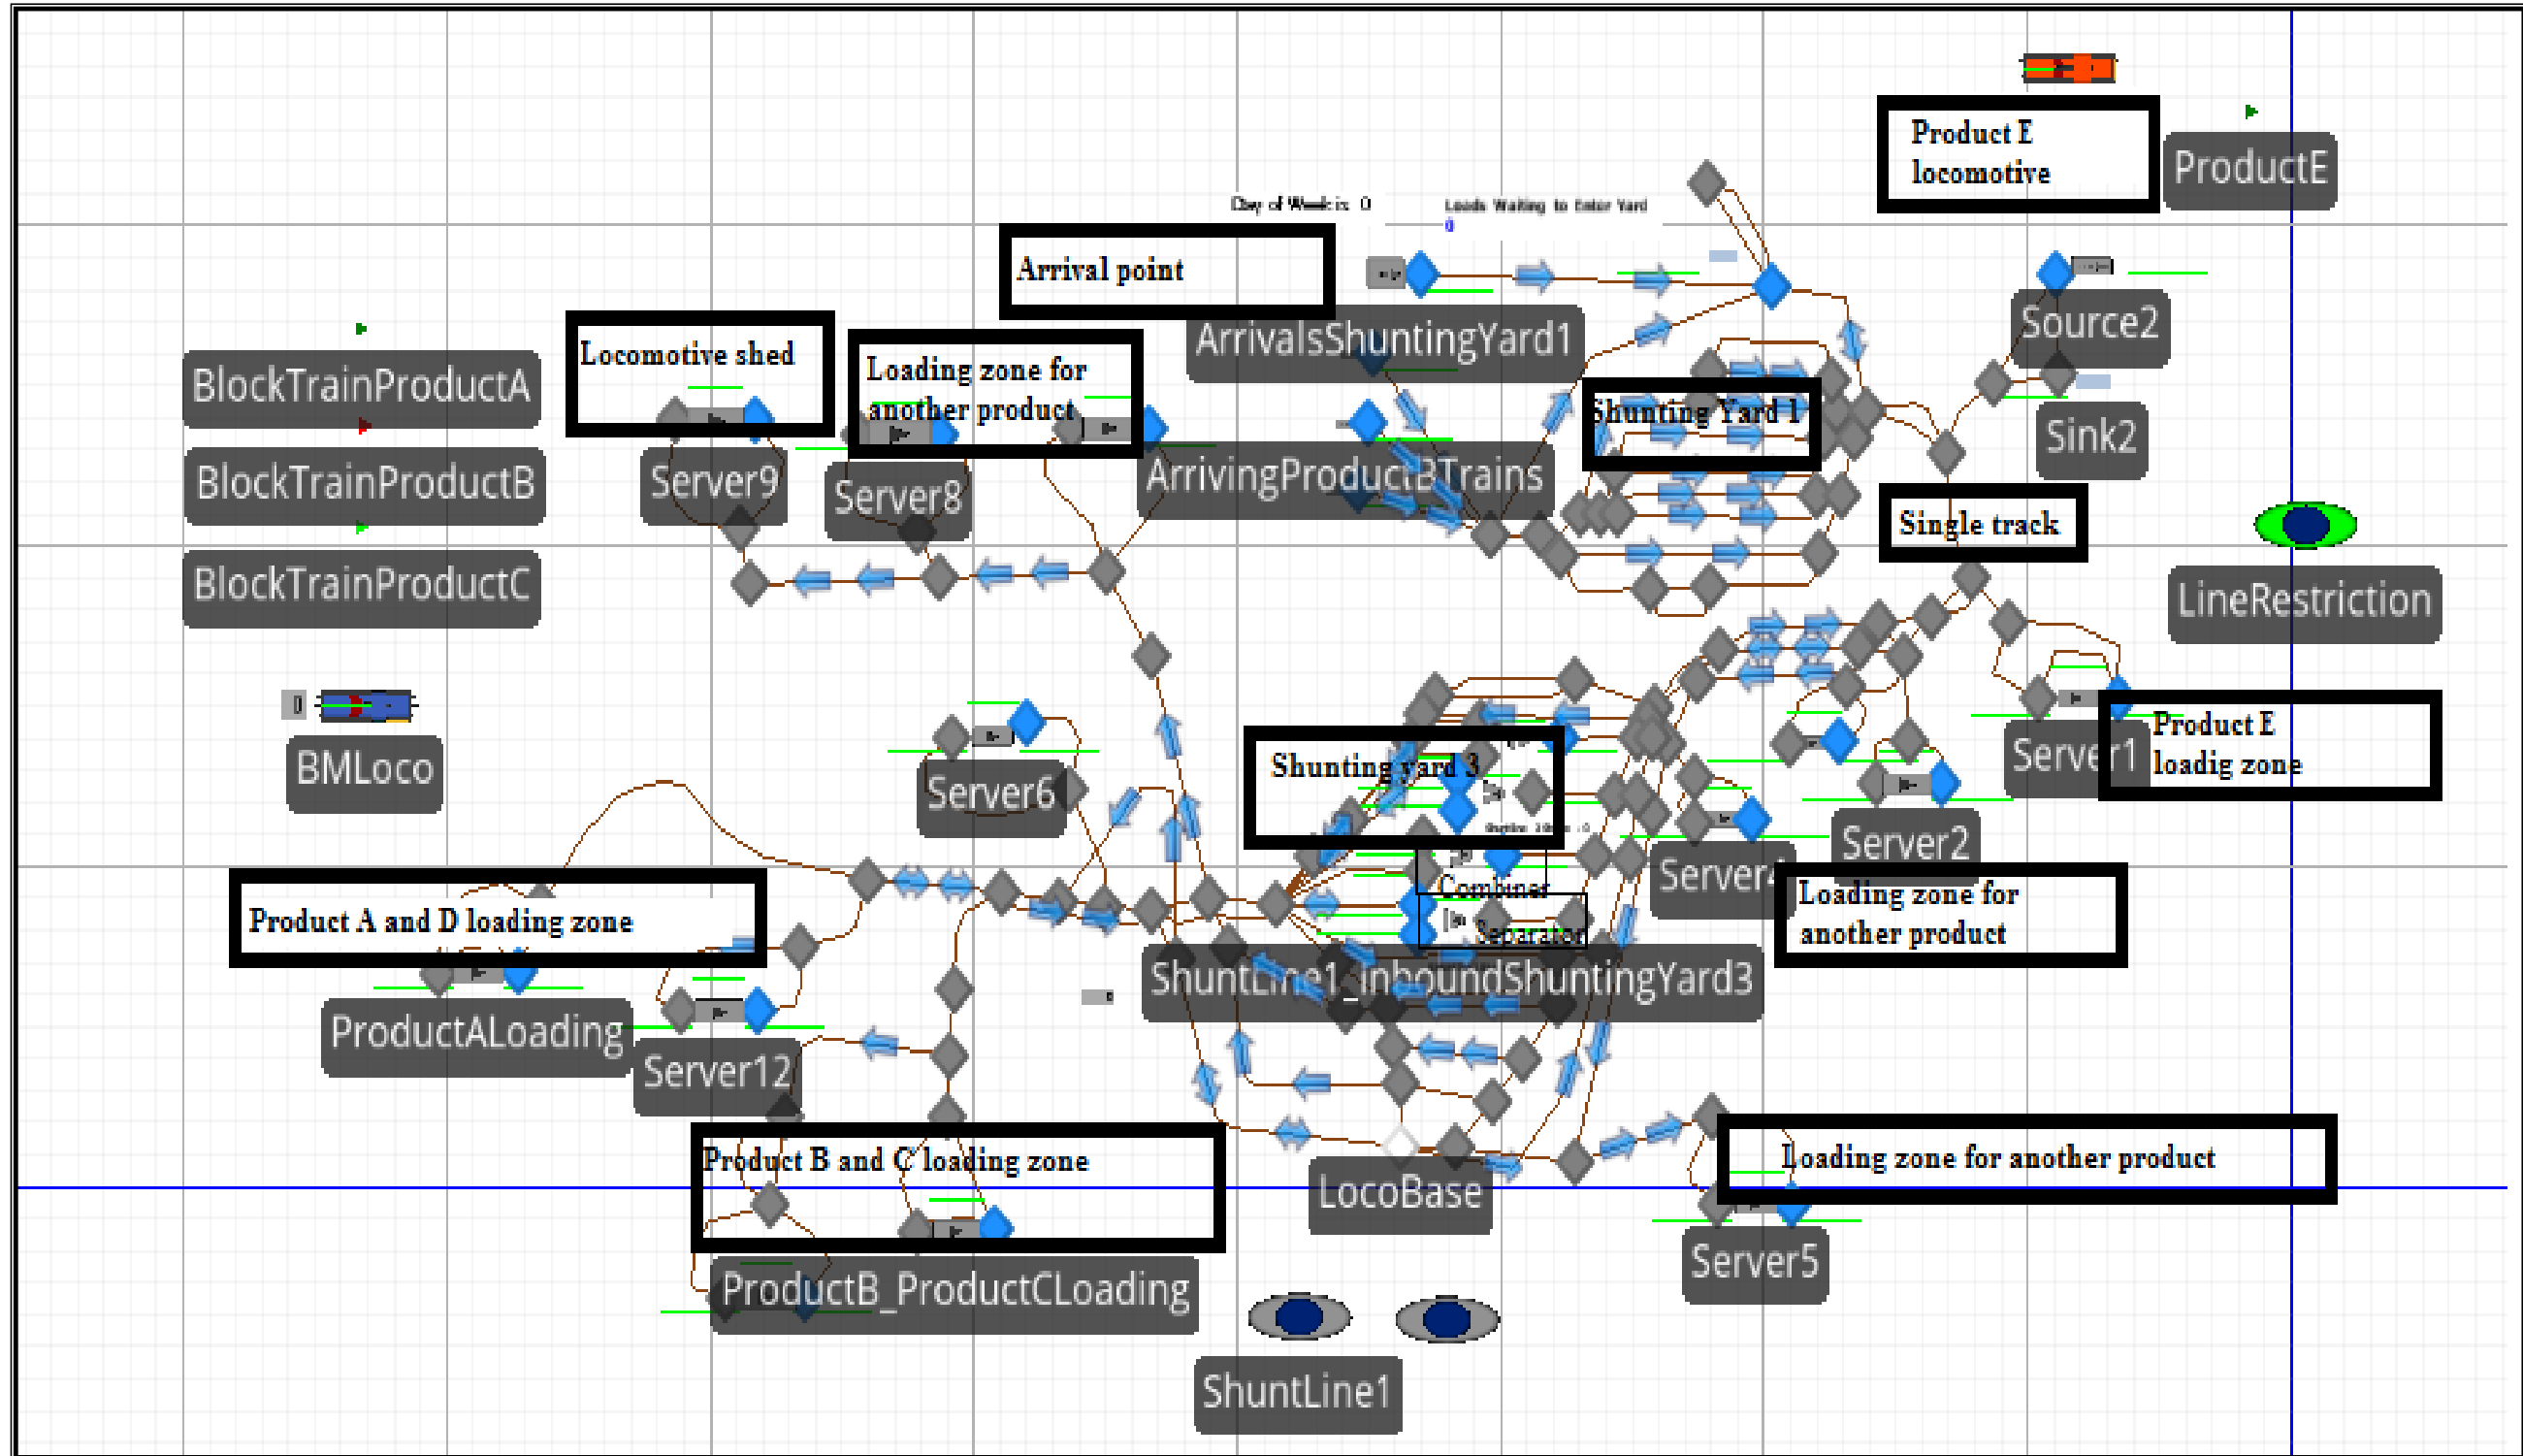 Product E
locomotive
ProductE
Day of Week is: 0
Loads Waiting to Enter Yard
0
Arrival point
ArrivalsShuntingYard1
Source2
Locomotive shed
Loading zone for
another product
BlockTrainProductA
Shunting Yard 1
Sink2
BlockTrainProductB
Server9
Server8
ArrivingProductBTrains
Single track
BlockTrainProductC
LineRestriction
BMLoco
Server6
Shunting yard 3
Server1
Product E
loadig zone
Server2
Server4
Combiner
Separator
Loading zone for
another product
Product A and D loading zone
ShuntLine1_InboundShuntingYard3
ProductALoading
Server12
Product B and C loading zone
Loading zone for another product
LocoBase
Server5
ProductB_ProductCLoading
ShuntLine1